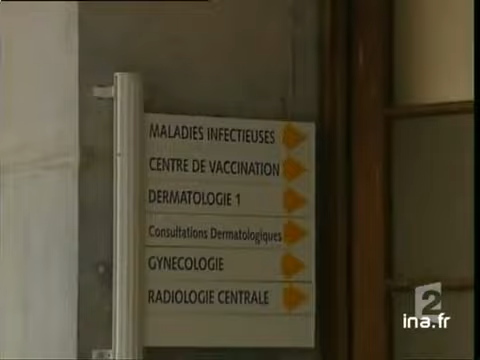 MALADIES INFECTIEUSES
CENTRE DE VACCINATION
DERMATOLOGIE 1
Consultations Dermatologiques
GYNECOLOGIE
RADIOLOGIE CENTRALE
2
ina.fr